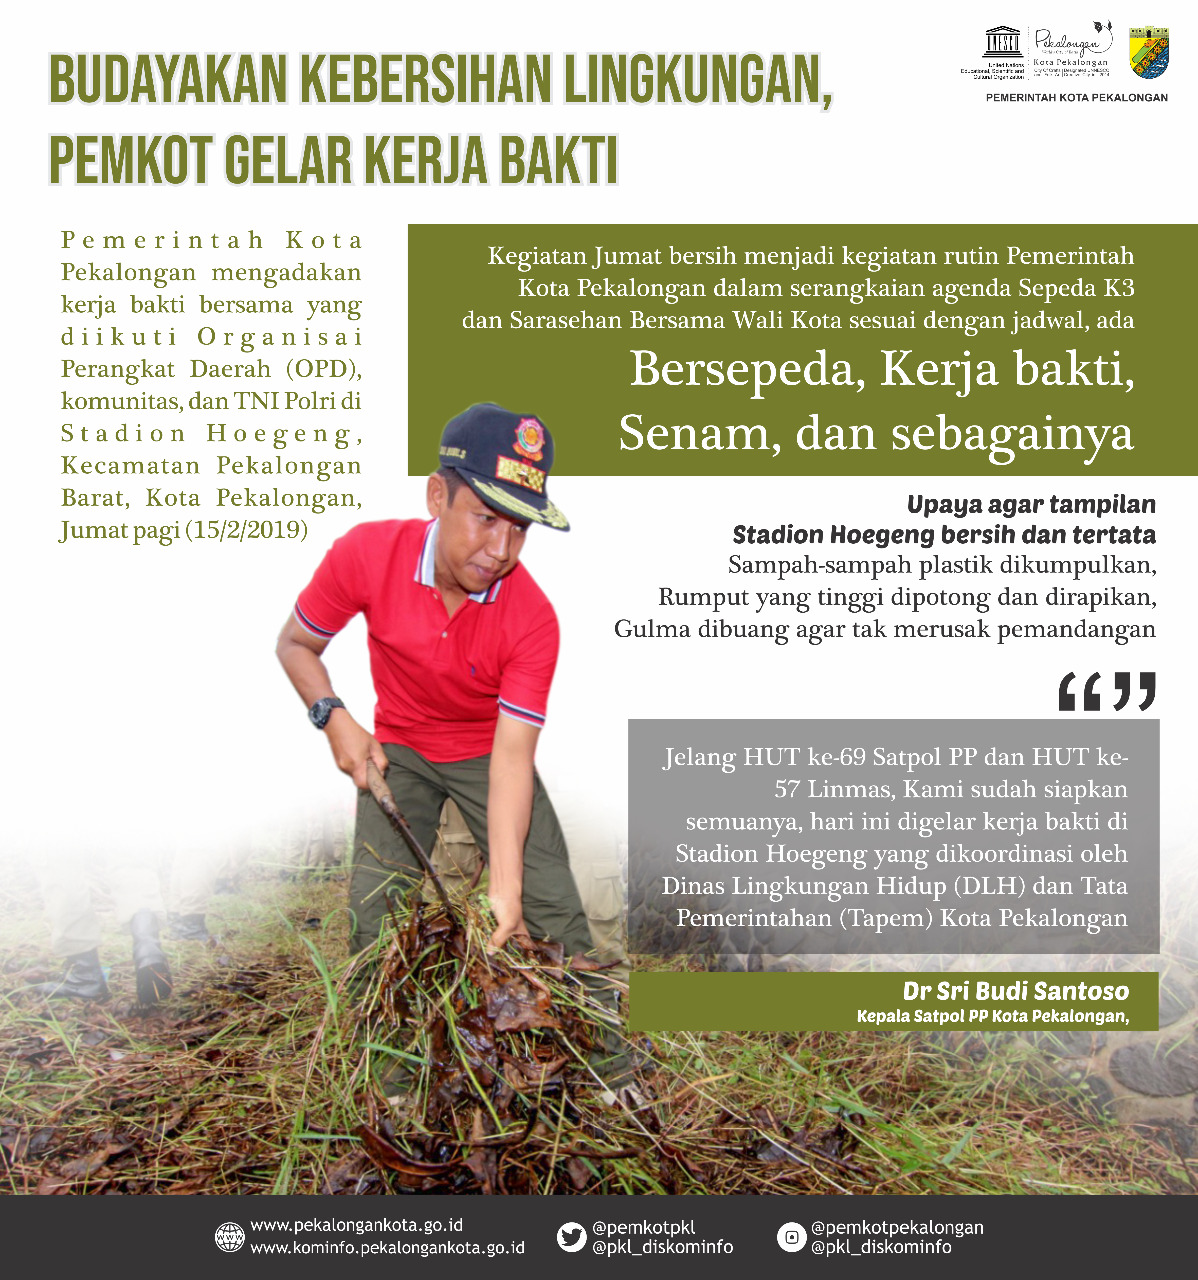 BUDAYAKAN KEBERSIHAN LINGKUNGAN,
PEMKOT GELAR KERJA BAKTI
UNESCO
United Nations
Educational, Scientific and
Cultural Organization
Pekalongan
Kota Pekalongan
PEMERINTAH KOTA PEKALONGAN
Pemerintah Kota
Pekalongan mengadakan
kerja bakti bersama yang
diikuti Organisai
Perangkat Daerah (OPD),
komunitas, dan TNI Polri di
Stadion Hoegeng,
Kecamatan Pekalongan
Barat, Kota Pekalongan,
Jumat pagi (15/2/2019)
Kegiatan Jumat bersih menjadi kegiatan rutin Pemerintah
Kota Pekalongan dalam serangkaian agenda Sepeda K3
dan Sarasehan Bersama Wali Kota sesuai dengan jadwal, ada
Bersepeda, Kerja bakti,
Senam, dan sebagainya
Upaya agar tampilan
Stadion Hoegeng bersih dan tertata
Sampah-sampah plastik dikumpulkan,
Rumput yang tinggi dipotong dan dirapikan,
Gulma dibuang agar tak merusak pemandangan
“”
Jelang HUT ke-69 Satpol PP dan HUT ke-
57 Linmas, Kami sudah siapkan
semuanya, hari ini digelar kerja bakti di
Stadion Hoegeng yang dikoordinasi oleh
Dinas Lingkungan Hidup (DLH) dan Tata
Pemerintahan (Tapem) Kota Pekalongan
Dr Sri Budi Santoso
Kepala Satpol PP Kota Pekalongan,
www.pekalongankota.go.id
www.kominfo.pekalongankota.go.id
@pemkotpkl
@pkl_diskominfo
@pemkotpekalongan
@pkl_diskominfo